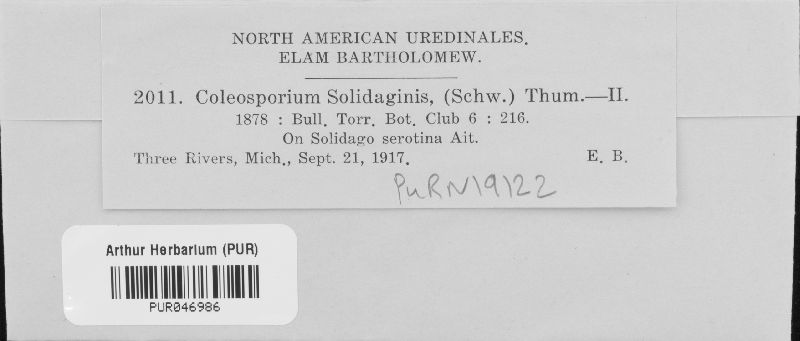 NORTH AMERICAN UREDINALES.
ELAM BARTHOLOMEW.
2011. Coleosporium Solidaginis, (Schw.) Thum.—II.
1878 : Bull. Torr. Bot. Club 6 : 216.
On Solidago serotina Ait.
Three Rivers, Mich., Sept. 21, 1917. E. B.
PURN19122
Arthur Herbarium (PUR)
PUR046986